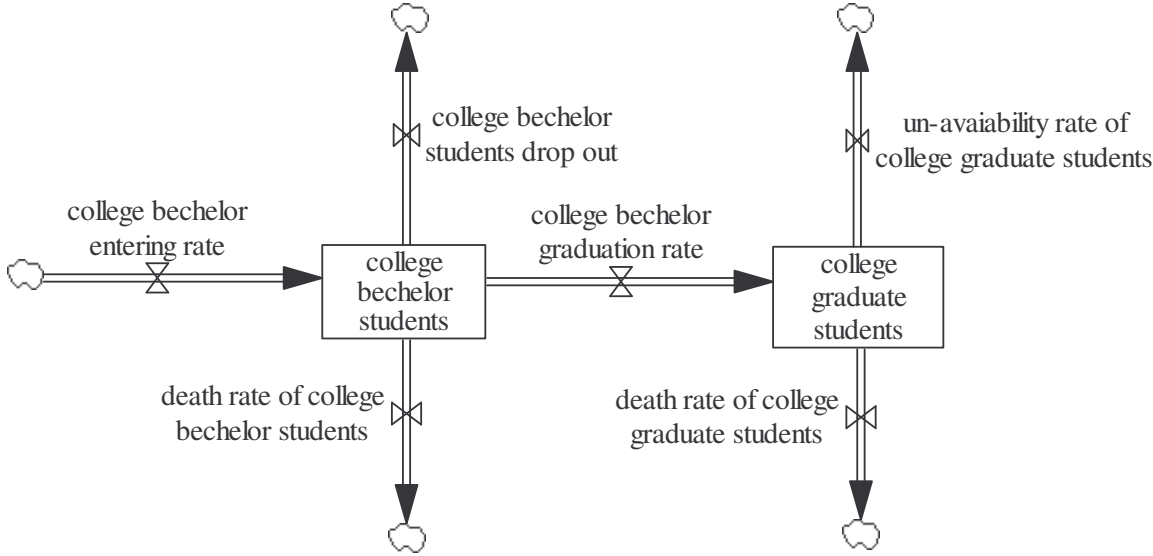 college bechelor
students drop out
un-avaiability rate of
college graduate students
college bechelor
entering rate
college bechelor
graduation rate
college
bechelor
students
college
graduate
students
death rate of college
bechelor students
death rate of college
graduate students